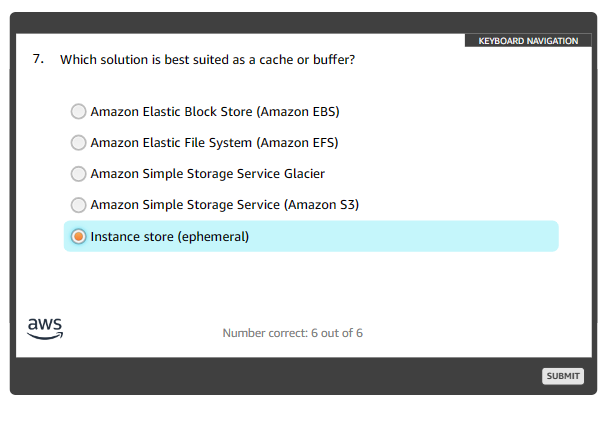 KEYBOARD NAVIGATION
7. Which solution is best suited as a cache or buffer?
Amazon Elastic Block Store (Amazon EBS)
Amazon Elastic File System (Amazon EFS)
Amazon Simple Storage Service Glacier
Amazon Simple Storage Service (Amazon S3)
Instance store (ephemeral)
aws
Number correct: 6 out of 6
SUBMIT